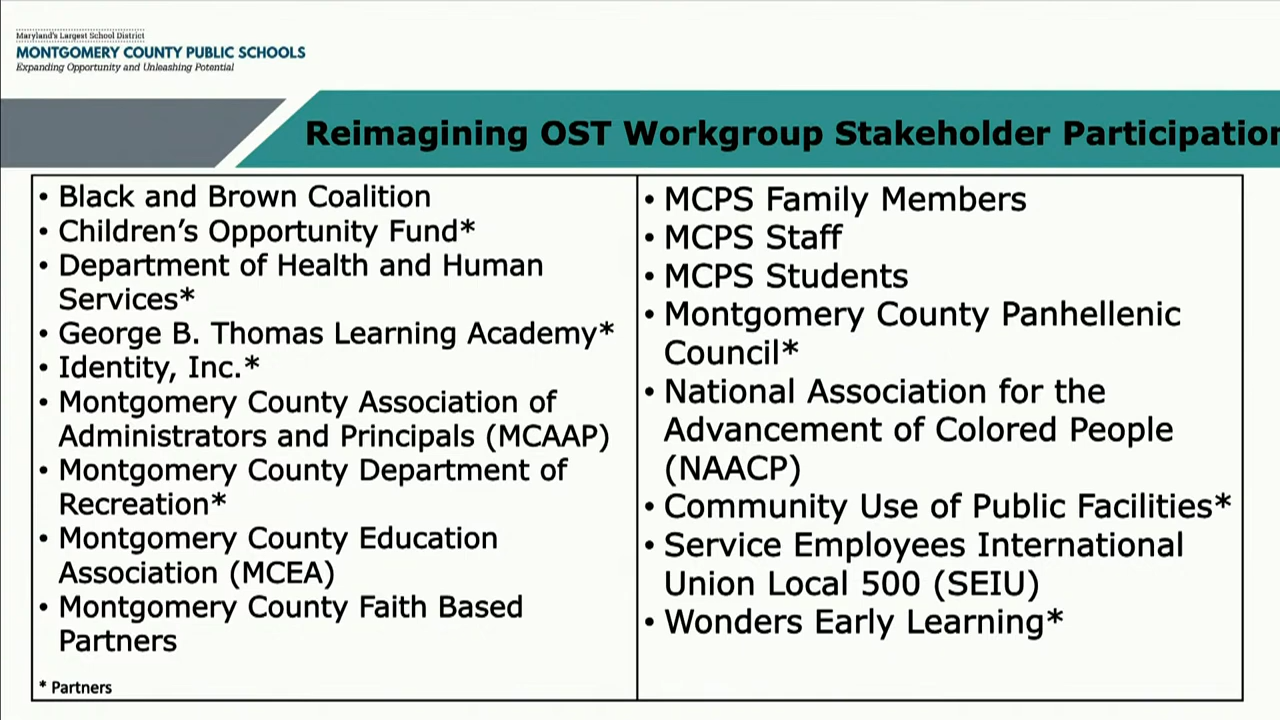 Maryland's Largest School District
MONTGOMERY COUNTY PUBLIC SCHOOLS
Expanding Opportunity and Unleashing Potential
Reimagining OST Workgroup Stakeholder Participation
• Black and Brown Coalition
• Children’s Opportunity Fund*
• Department of Health and Human
Services*
• George B. Thomas Learning Academy*
• Identity, Inc.*
• Montgomery County Association of
Administrators and Principals (MCAAP)
• Montgomery County Department of
Recreation*
• Montgomery County Education
Association (MCEA)
• Montgomery County Faith Based
Partners
* Partners
• MCPS Family Members
• MCPS Staff
• MCPS Students
• Montgomery County Panhellenic
Council*
• National Association for the
Advancement of Colored People
(NAACP)
• Community Use of Public Facilities*
• Service Employees International
Union Local 500 (SEIU)
• Wonders Early Learning*